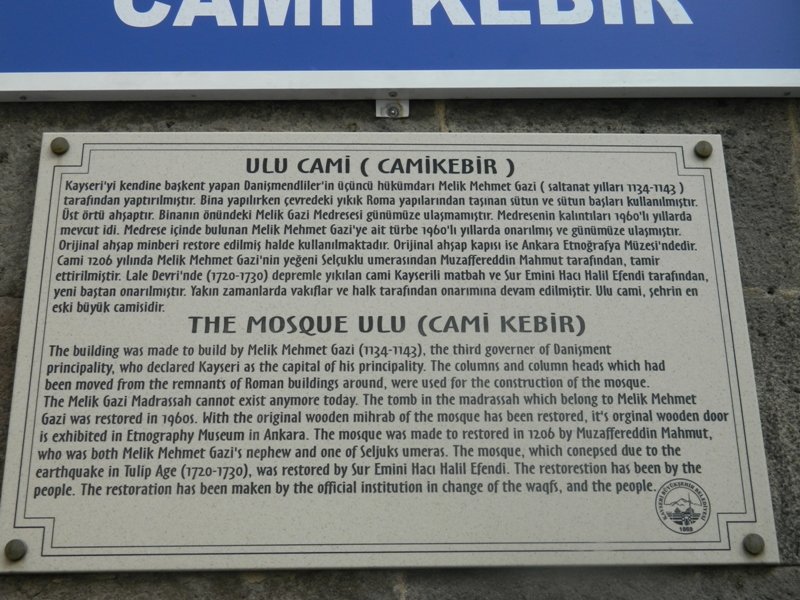 CAMİİ KEBİR
ULU CAMİ ( CAMİKEBİR )
Kayseri'yi kendine başkent yapan Danişmendliler'in üçüncü hükümdarı Melik Mehmet Gazi ( saltanat yılları 1134-1143 )
tarafından yaptırılmıştır. Bina yapılırken çevredeki yıkık Roma yapılarından taşınan sütun ve sütun başları kullanılmıştır.
Üst örtü ahşaptır. Binanın önündeki Melik Gazi Medresesi günümüze ulaşmamıştır. Medresenin kalıntıları 1960'lı yıllarda
mevcut idi. Medrese içinde bulunan Melik Mehmet Gazi'ye ait türbe 1960'lı yıllarda onarılmış ve günümüze ulaşmıştır.
Orijinal ahşap minberi restore edilmiş halde kullanılmaktadır. Orijinal ahşap kapısı ise Ankara Etnoğrafya Müzesi'ndedir.
Cami 1206 yılında Melik Mehmet Gazi'nin yeğeni Selçuklu umerasından Muzaffereddin Mahmut tarafından, tamir
ettirilmiştir. Lale Devri'nde (1720-1730) depremle yıkılan cami Kayserili matbah ve Sur Emini Hacı Halil Efendi tarafından,
yeni baştan onarılmıştır. Yakın zamanlarda vakıflar ve halk tarafından onarımına devam edilmiştir. Ulu cami, şehrin en
eski büyük camisidir.
THE MOSQUE ULU (CAMİ KEBİR)
The building was made to build by Melik Mehmet Gazi (1134-1143), the third governer of Danişment
principality, who declared Kayseri as the capital of his principality. The columns and column heads which had
been moved from the remnants of Roman buildings around, were used for the construction of the mosque.
The Melik Gazi Madrassah cannot exist anymore today. The tomb in the madrassah which belong to Melik Mehmet
Gazi was restored in 1960s. With the original wooden mihrab of the mosque has been restored, it's orginal wooden door
is exhibited in Etnography Museum in Ankara. The mosque was made to restored in 1206 by Muzaffereddin Mahmut,
who was both Melik Mehmet Gazi's nephew and one of Seljuks umeras. The mosque, which conepsed due to the
earthquake in Tulip Age (1720-1730), was restored by Sur Emini Hacı Halil Efendi. The restorestion has been by the
people. The restoration has been maken by the official institution in change of the waqfs, and the people.
KAYSERİ BÜYÜKŞEHİR BELEDİYESİ
1869